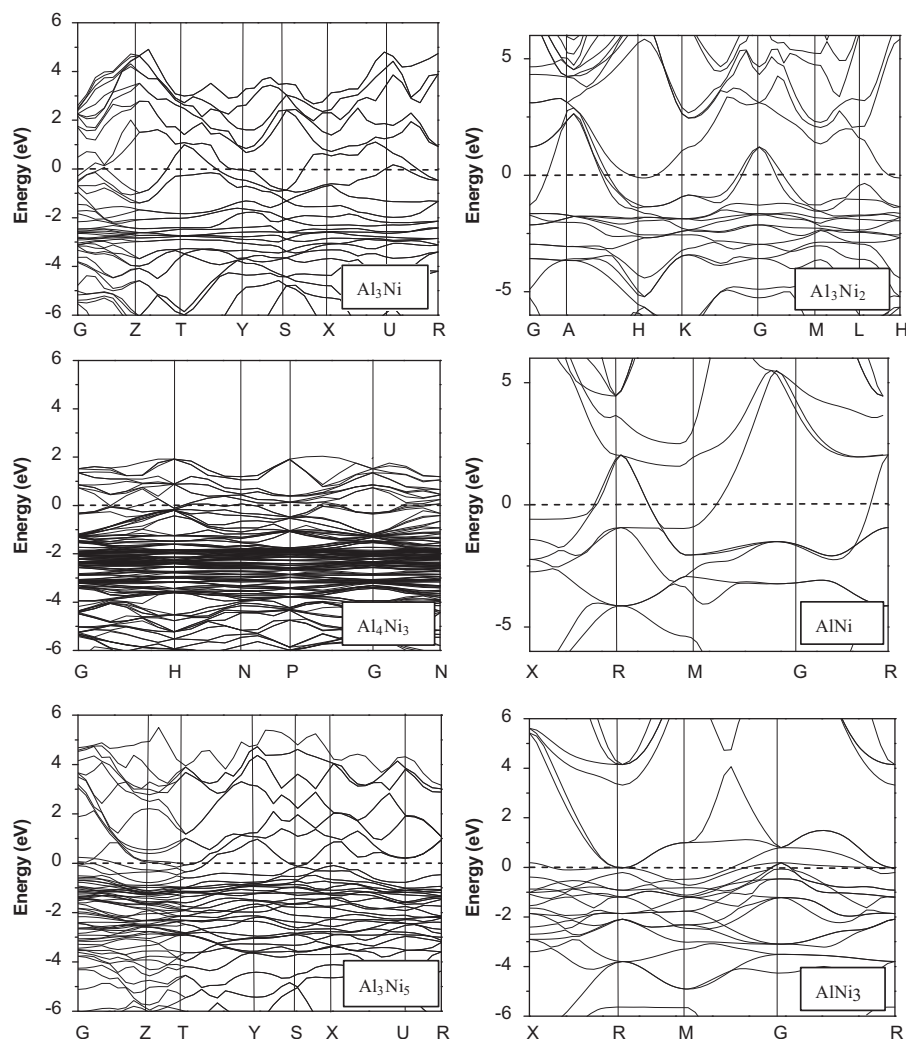 6
4
2
0
-2
-4
-6
Energy (eV)
Al₃Ni
G Z T Y S X U R
5
0
-5
Energy (eV)
Al₃Ni₂
G A H K G M L H
6
4
2
0
-2
-4
-6
Energy (eV)
Al₄Ni₃
G H N P G N
5
0
-5
Energy (eV)
AlNi
X R M G R
6
4
2
0
-2
-4
-6
Energy (eV)
Al₃Ni₅
G Z T Y S X U R
6
4
2
0
-2
-4
-6
Energy (eV)
AlNi₃
X R M G R